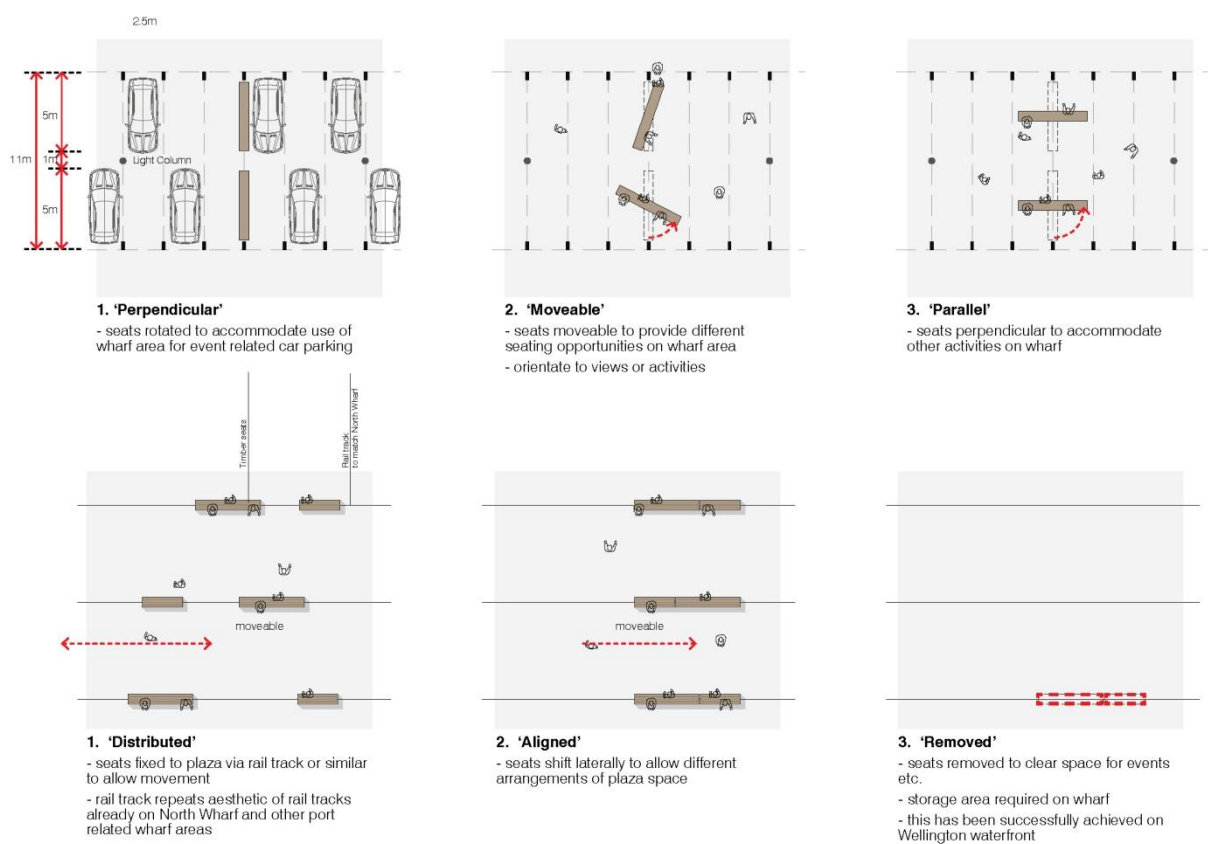 2.5m
5m
11m
1m
Light Column
5m
1. ‘Perpendicular’
- seats rotated to accommodate use of
wharf area for event related car parking
2. ‘Moveable’
- seats moveable to provide different
seating opportunities on wharf area
- orientate to views or activities
3. ‘Parallel’
- seats perpendicular to accommodate
other activities on wharf
Timber seats
Rail track
to match North Wharf
moveable
1. ‘Distributed’
- seats fixed to plaza via rail track or similar
to allow movement
- rail track repeats aesthetic of rail tracks
already on North Wharf and other port
related wharf areas
moveable
2. ‘Aligned’
- seats shift laterally to allow different
arrangements of plaza space
3. ‘Removed’
- seats removed to clear space for events
etc.
- storage area required on wharf
- this has been successfully achieved on
Wellington waterfront